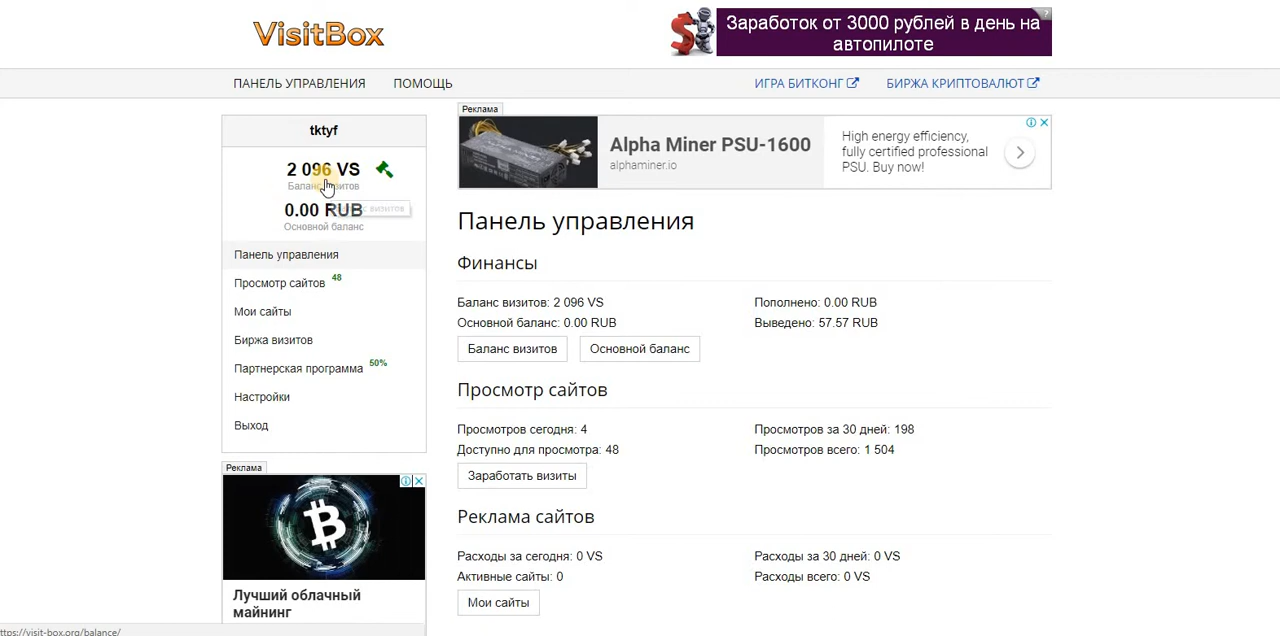 VisitBox
Заработок от 3000 рублей в день на
автопилоте
ПАНЕЛЬ УПРАВЛЕНИЯ
ПОМОЩЬ
ИГРА БИТКОНГ
БИРЖА КРИПТОВАЛЮТ
tktyf
2 096 VS
Баланс визитов
0.00 RUB
Основной баланс
Панель управления
Просмотр сайтов 48
Мои сайты
Биржа визитов
Партнерская программа 50%
Настройки
Выход
Реклама
Лучший облачный
майнинг
Реклама
Alpha Miner PSU-1600
alphaminer.io
High energy efficiency,
fully certified professional
PSU. Buy now!
Панель управления
Финансы
Баланс визитов: 2 096 VS
Пополнено: 0.00 RUB
Основной баланс: 0.00 RUB
Выведено: 57.57 RUB
Баланс визитов
Основной баланс
Просмотр сайтов
Просмотров сегодня: 4
Просмотров за 30 дней: 198
Доступно для просмотра: 48
Просмотров всего: 1 504
Заработать визиты
Реклама сайтов
Расходы за сегодня: 0 VS
Расходы за 30 дней: 0 VS
Активные сайты: 0
Расходы всего: 0 VS
Мои сайты
ttps://visit-box.org/balance/